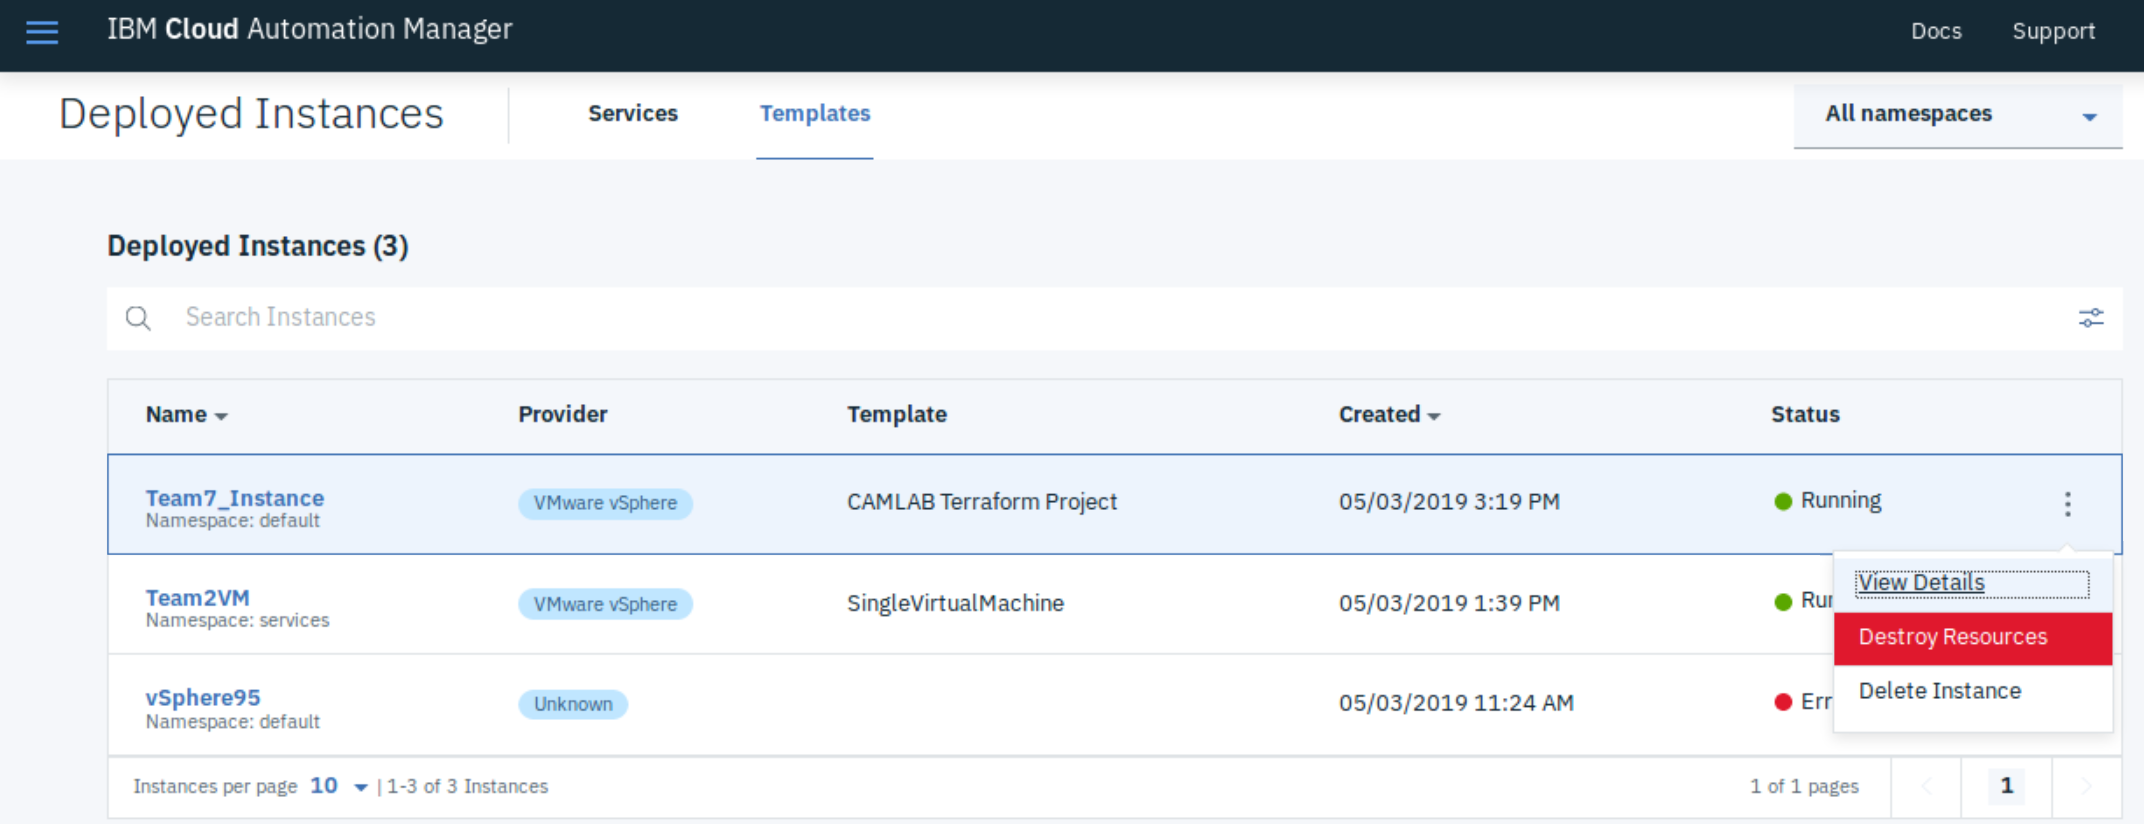 IBM Cloud Automation Manager Docs Support
Deployed Instances Services Templates All namespaces
Deployed Instances (3)
Search Instances
Name Provider Template Created Status
Team7_Instance VMware vSphere CAMLAB Terraform Project 05/03/2019 3:19 PM Running
Namespace: default
View Details
Team2VM VMware vSphere SingleVirtualMachine 05/03/2019 1:39 PM Run
Namespace: services
Destroy Resources
Delete Instance
vSphere95 Unknown 05/03/2019 11:24 AM Err
Namespace: default
Instances per page 10 | 1-3 of 3 Instances 1 of 1 pages 1